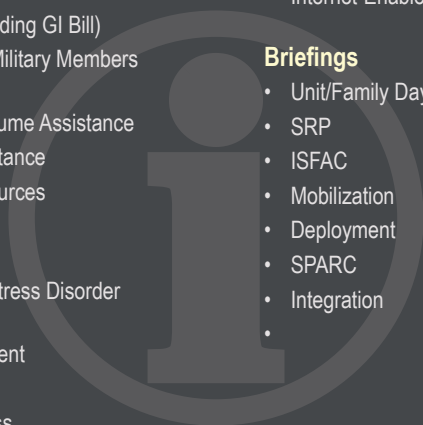 ding GI Bill)
Military Members
ume Assistance
tance
urces
tress Disorder
ent
ss
Internet-Enable
Briefings
• Unit/Family Day
• SRP
• ISFAC
• Mobilization
• Deployment
• SPARC
• Integration
•